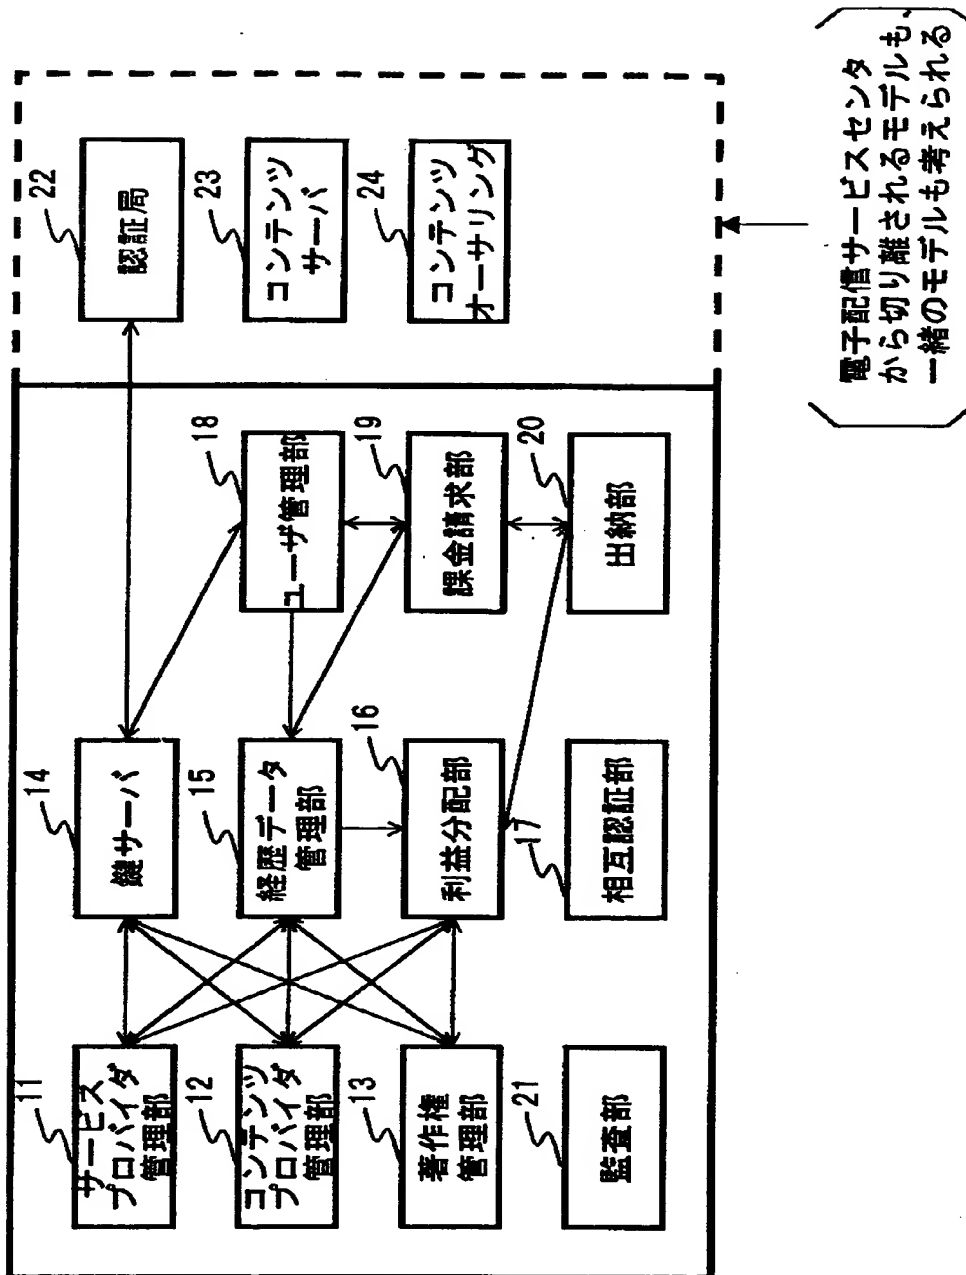 11
サービス
プロバイダ
管理部
12
コンテンツ
プロバイダ
管理部
13
著作権
管理部
21
監査部
14
鍵サーバ
15
経歴データ
管理部
16
利益分配部
17
相互認証部
18
ユーザ管理部
19
課金請求部
20
出納部
22
認証局
23
コンテンツ
サーバ
24
コンテンツ
オーサリング
電子配信サービスセンタ
から切り離されるモデルも、
一緒のモデルも考えられる